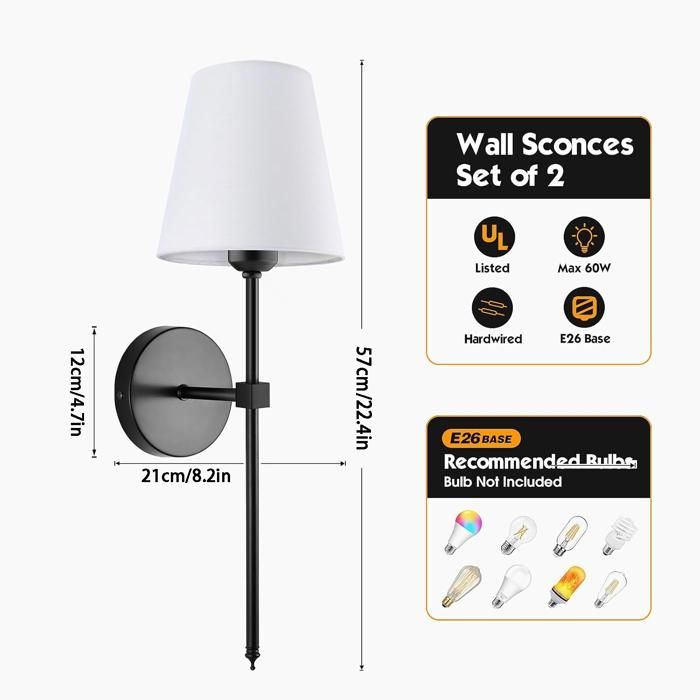 Wall Sconces
Set of 2
UL
Listed
Max 60W
Hardwired
E26 Base
12cm/4.7in
57cm/22.4in
21cm/8.2in
E26 BASE
Recommended Bulbs
Bulb Not Included